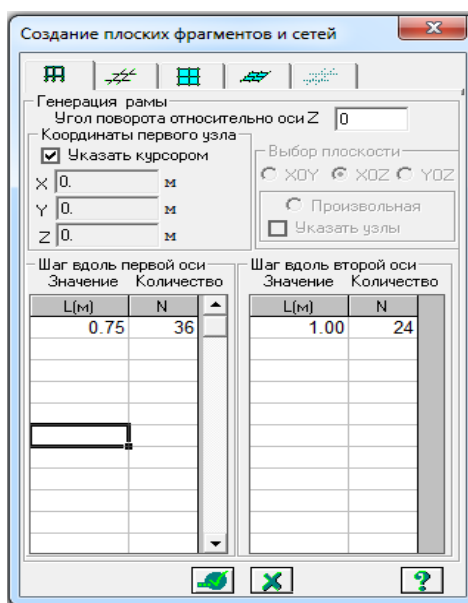 Создание плоских фрагментов и сетей
Генерация рамы
Угол поворота относительно оси Z 0
Координаты первого узла
Указать курсором
X 0. м
Y 0. м
Z 0. м
Выбор плоскости
XOY XOZ YOZ
Произвольная
Указать узлы
Шаг вдоль первой оси
Значение Количество
L(м) N
0.75 36
Шаг вдоль второй оси
Значение Количество
L(м) N
1.00 24
?